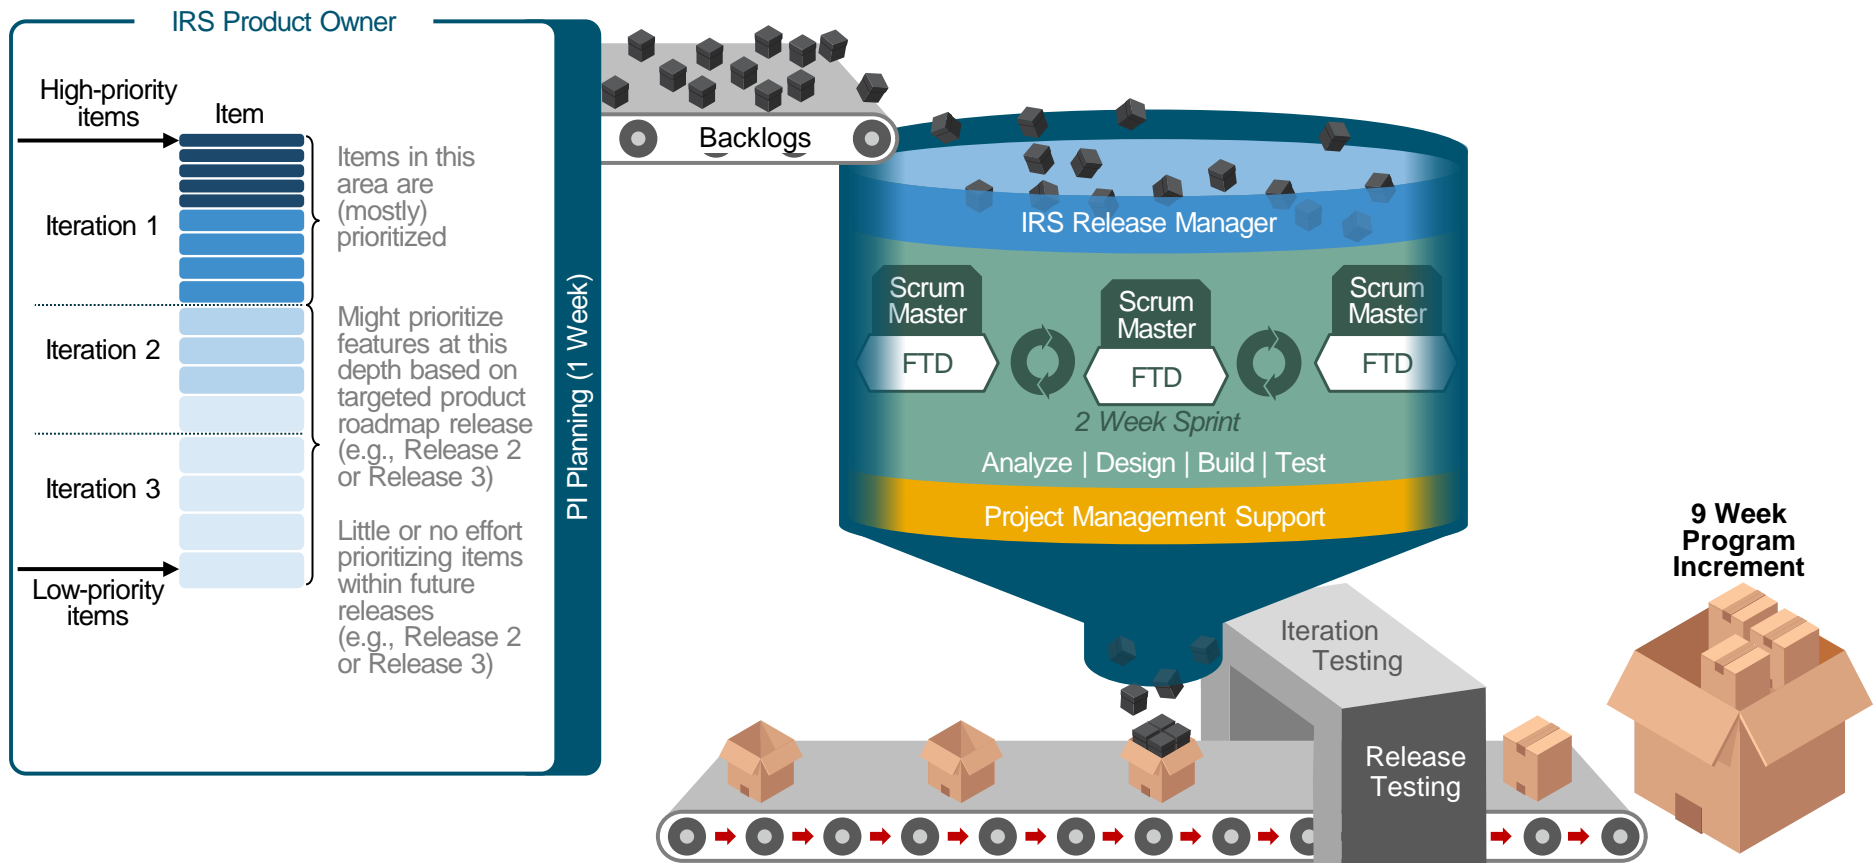 IRS Product Owner
High-priority
items
Item
Iteration 1
Items in this
area are
(mostly)
prioritized
Iteration 2
Might prioritize
features at this
depth based on
targeted product
roadmap release
(e.g., Release 2
or Release 3)
Iteration 3
Little or no effort
prioritizing items
within future
releases
(e.g., Release 2
or Release 3)
Low-priority
items
PI Planning (1 Week)
Backlogs
IRS Release Manager
Scrum
Master
FTD
Scrum
Master
FTD
Scrum
Master
FTD
2 Week Sprint
Analyze | Design | Build | Test
Project Management Support
Iteration
Testing
Release
Testing
9 Week
Program
Increment